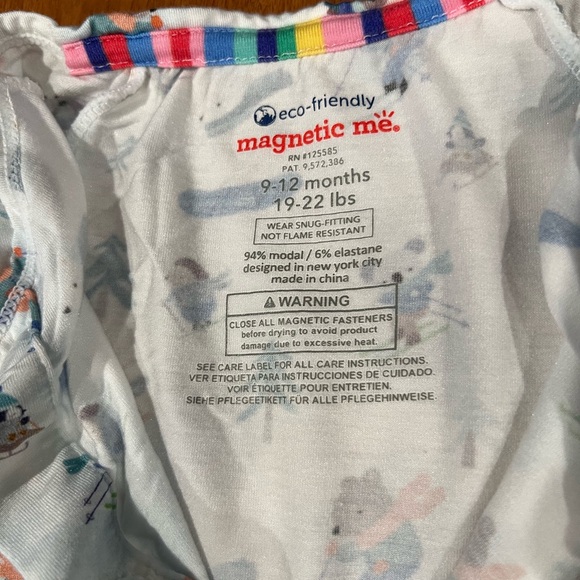 eco-friendly
magnetic me®
RN #125585
PAT 9,572,386
9-12 months
19-22 lbs
WEAR SNUG-FITTING
NOT FLAME RESISTANT
94% modal / 6% elastane
designed in new york city
made in china
⚠ WARNING
CLOSE ALL MAGNETIC FASTENERS
before drying to avoid product
damage due to excessive heat.
SEE CARE LABEL FOR ALL CARE INSTRUCTIONS.
VER ETIQUETA PARA INSTRUCCIONES DE CUIDADO.
VOIR ÉTIQUETTE POUR ENTRETIEN.
SIEHE PFLEGEETIKETT FÜR ALLE PFLEGEHINWEISE.